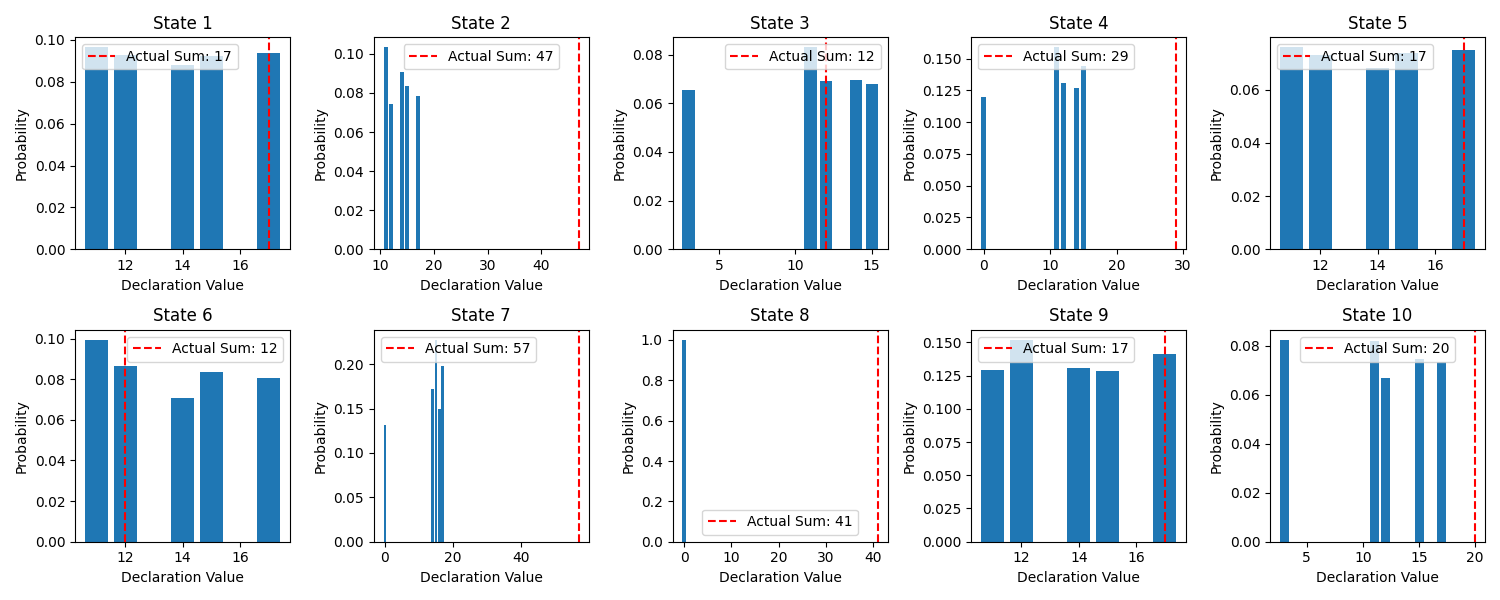 State 1
State 2
State 3
State 4
State 5
Actual Sum: 17
Actual Sum: 47
Actual Sum: 12
Actual Sum: 29
Actual Sum: 17
Probability
0.10
0.08
0.06
0.04
0.02
0.00
12
14
16
Declaration Value
Probability
0.10
0.08
0.06
0.04
0.02
0.00
10
20
30
40
Declaration Value
Probability
0.08
0.06
0.04
0.02
0.00
5
10
15
Declaration Value
Probability
0.150
0.125
0.100
0.075
0.050
0.025
0.000
0
10
20
30
Declaration Value
Probability
0.06
0.04
0.02
0.00
12
14
16
Declaration Value
State 6
State 7
State 8
State 9
State 10
Actual Sum: 12
Actual Sum: 57
Actual Sum: 41
Actual Sum: 17
Actual Sum: 20
Probability
0.10
0.08
0.06
0.04
0.02
0.00
12
14
16
Declaration Value
Probability
0.20
0.15
0.10
0.05
0.00
0
20
40
Declaration Value
Probability
1.0
0.8
0.6
0.4
0.2
0.0
0
10
20
30
40
Declaration Value
Probability
0.150
0.125
0.100
0.075
0.050
0.025
0.000
12
14
16
Declaration Value
Probability
0.08
0.06
0.04
0.02
0.00
5
10
15
20
Declaration Value